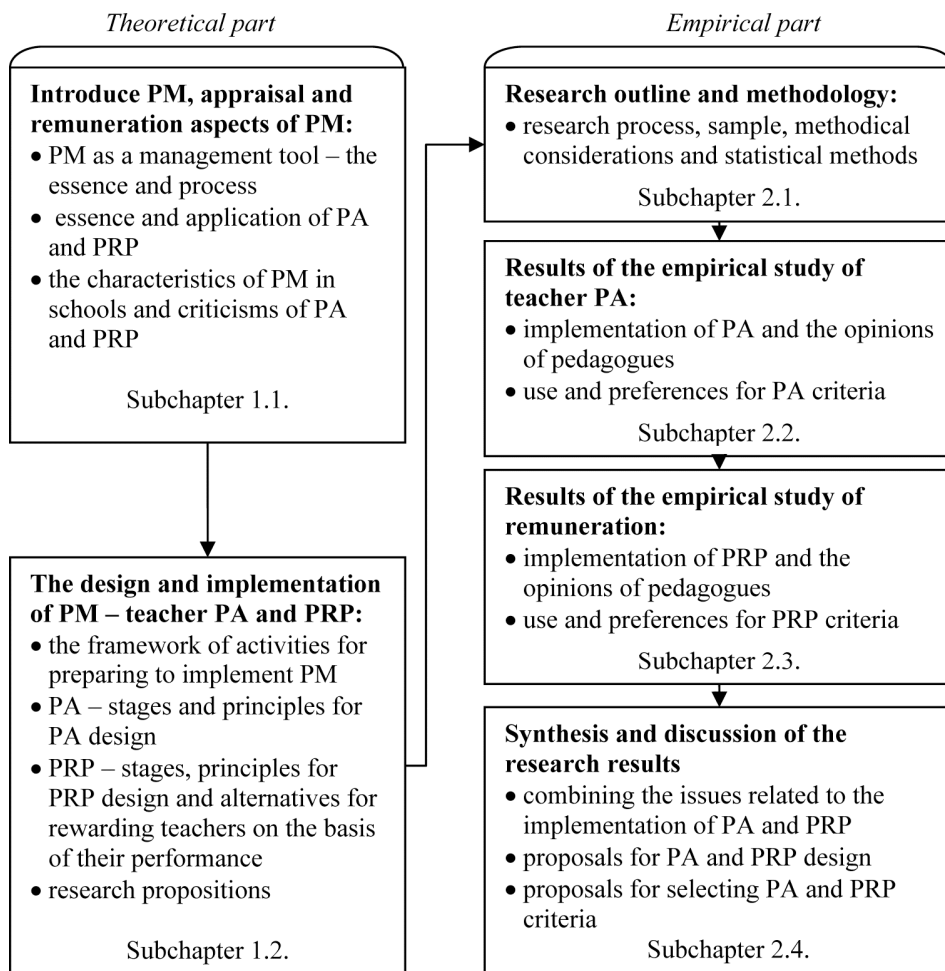 Theoretical part
Introduce PM, appraisal and
remuneration aspects of PM:
• PM as a management tool – the
essence and process
• essence and application of PA
and PRP
• the characteristics of PM in
schools and criticisms of PA
and PRP
Subchapter 1.1.
The design and implementation
of PM – teacher PA and PRP:
• the framework of activities for
preparing to implement PM
• PA – stages and principles for
PA design
• PRP – stages, principles for
PRP design and alternatives for
rewarding teachers on the basis
of their performance
• research propositions
Subchapter 1.2.
Empirical part
Research outline and methodology:
• research process, sample, methodical
considerations and statistical methods
Subchapter 2.1.
Results of the empirical study of
teacher PA:
• implementation of PA and the opinions
of pedagogues
• use and preferences for PA criteria
Subchapter 2.2.
Results of the empirical study of
remuneration:
• implementation of PRP and the
opinions of pedagogues
• use and preferences for PRP criteria
Subchapter 2.3.
Synthesis and discussion of the
research results
• combining the issues related to the
implementation of PA and PRP
• proposals for PA and PRP design
• proposals for selecting PA and PRP
criteria
Subchapter 2.4.